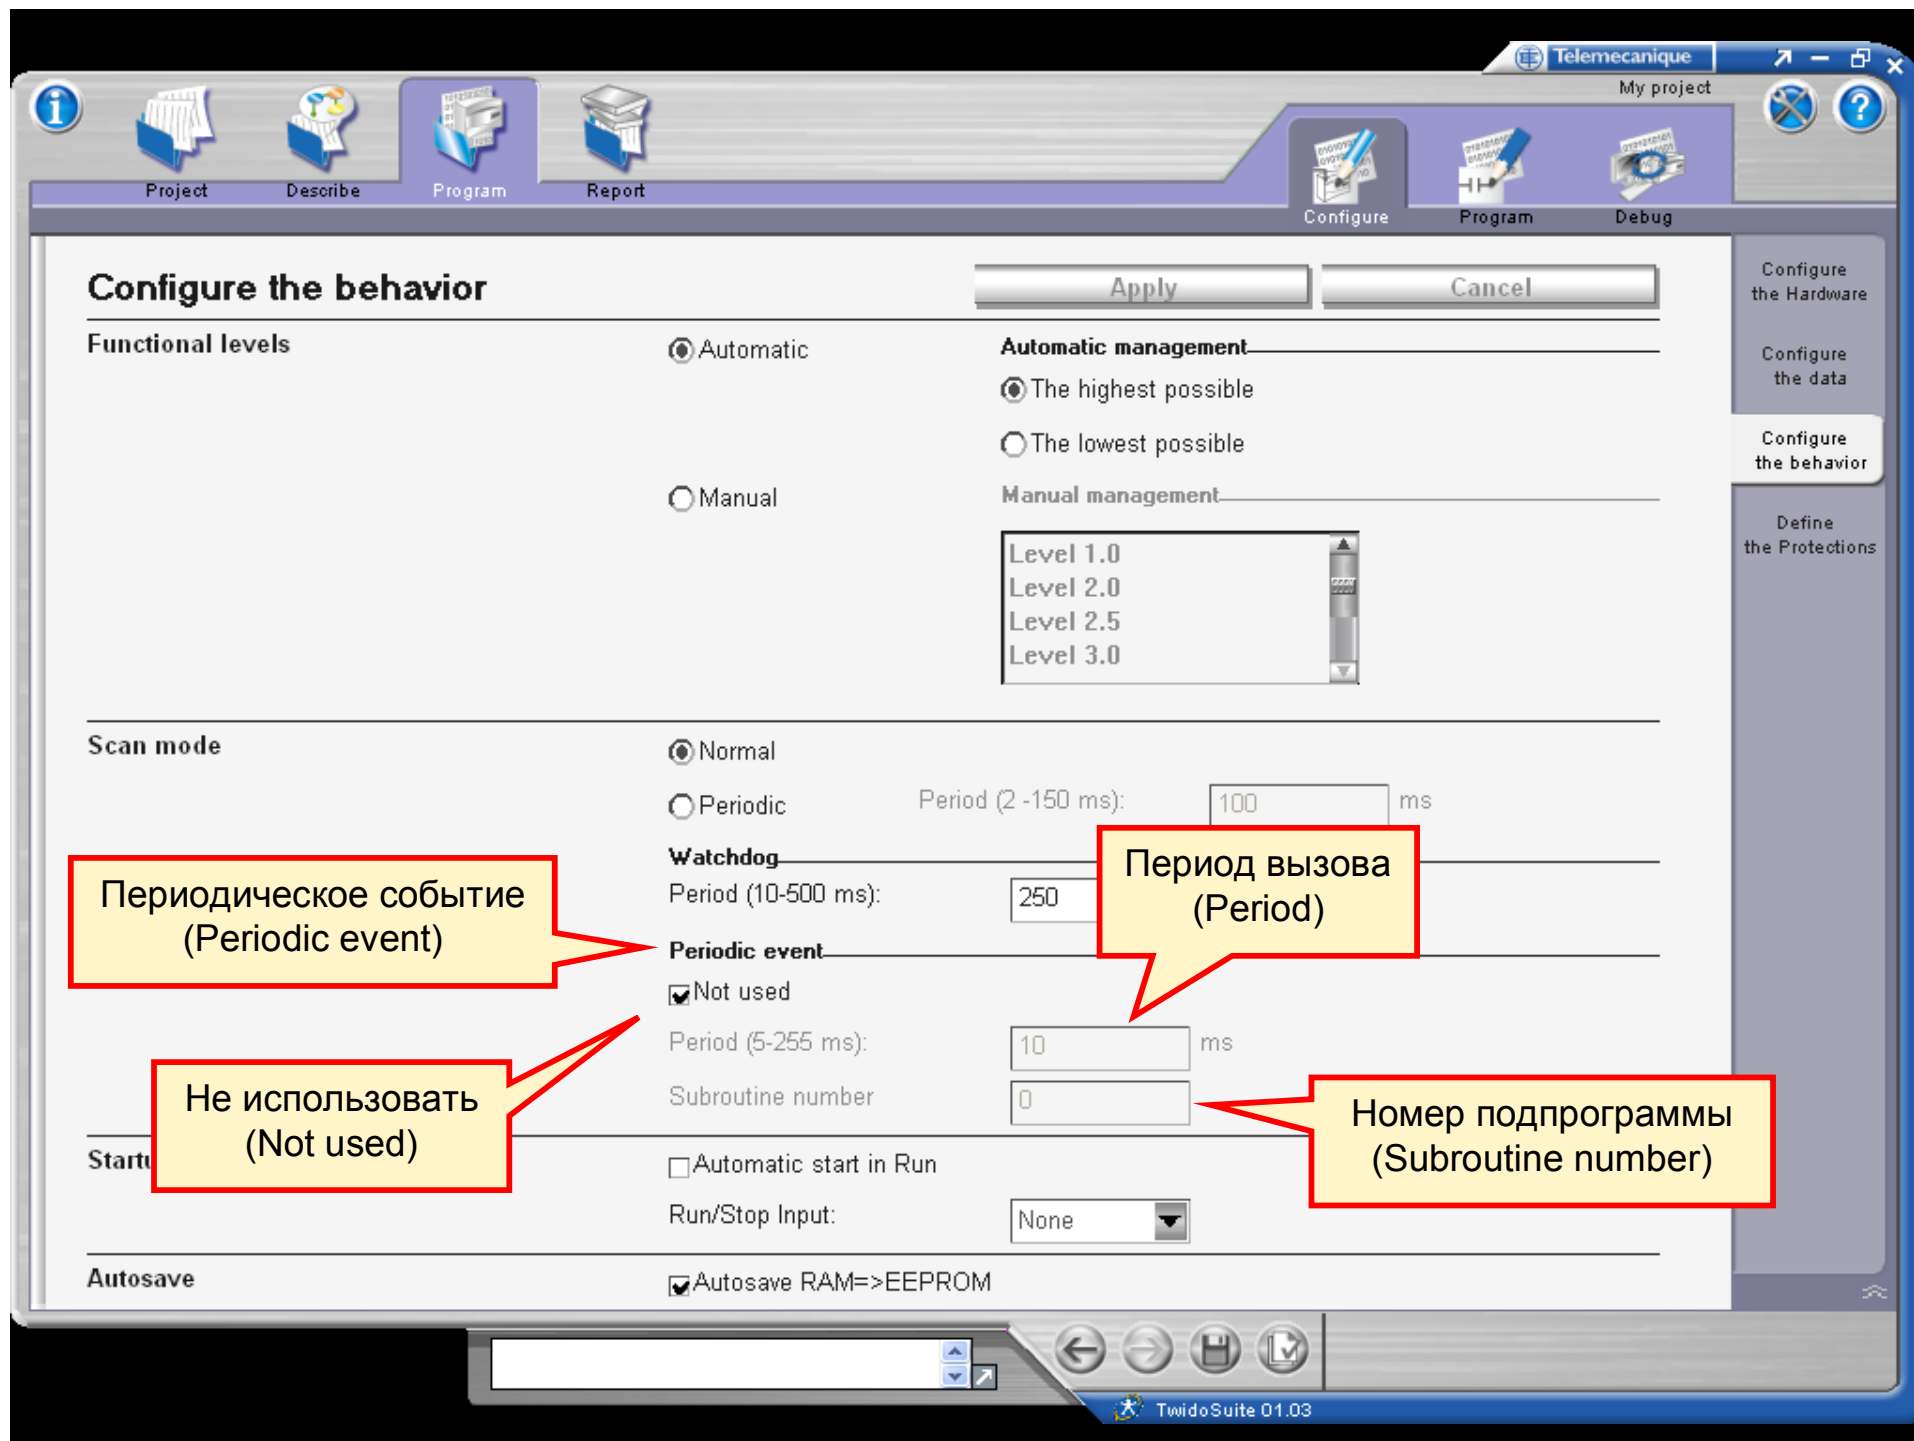 Telemecanique
My project
Project
Describe
Program
Report
Configure
Program
Debug
Configure the behavior
Apply
Cancel
Configure
the Hardware
Configure
the data
Configure
the behavior
Define
the Protections
Functional levels
Automatic
Automatic management
The highest possible
The lowest possible
Manual
Manual management
Level 1.0
Level 2.0
Level 2.5
Level 3.0
Scan mode
Normal
Periodic
Period (2 -150 ms):
100
ms
Watchdog
Period (10-500 ms):
250
Период вызова
(Period)
Периодическое событие
(Periodic event)
Periodic event
Not used
Period (5-255 ms):
10
ms
Не использовать
(Not used)
Subroutine number
0
Номер подпрограммы
(Subroutine number)
Automatic start in Run
Run/Stop Input:
None
Autosave
Autosave RAM=>EEPROM
TwidoSuite 01.03